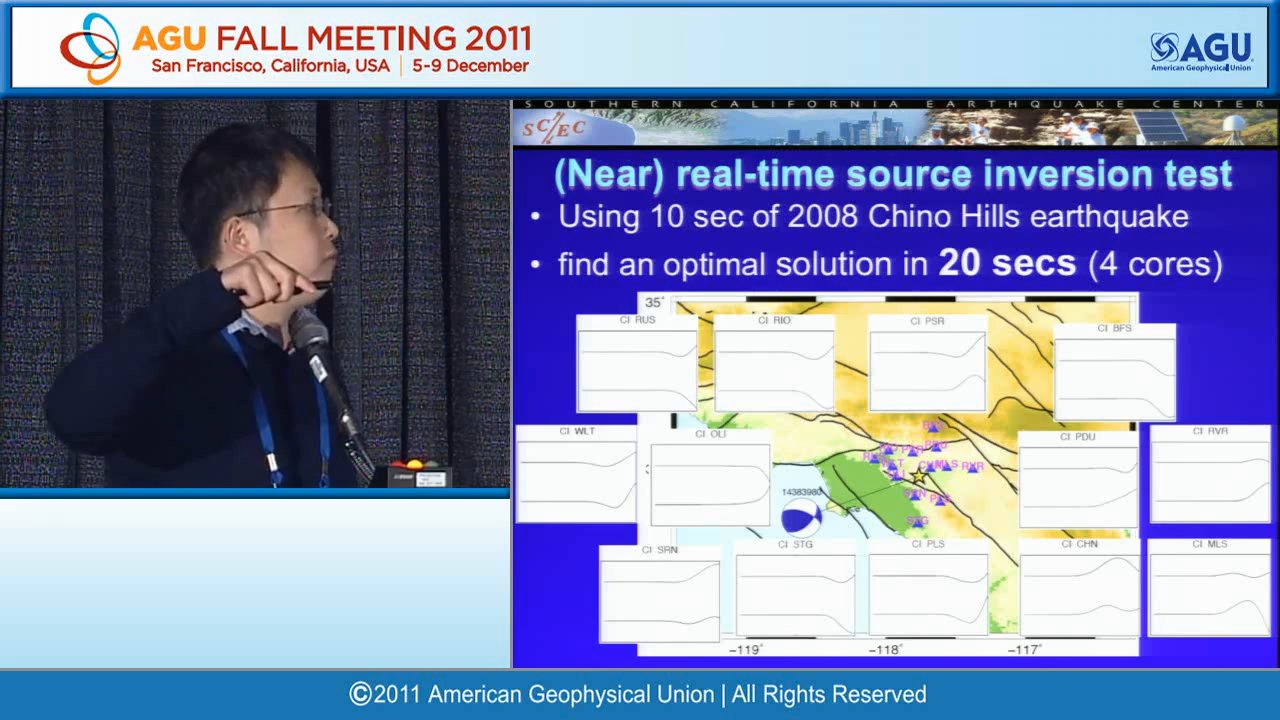 AGU FALL MEETING 2011
San Francisco, California, USA | 5-9 December
AGU
American Geophysical Union
SOUTHERN CALIFORNIA EARTHQUAKE CENTER
SC/EC
(Near) real-time source inversion test
• Using 10 sec of 2008 Chino Hills earthquake
• find an optimal solution in 20 secs (4 cores)
35°
CI RUS
CI RIO
CI PSR
CI BFS
CI WLT
CI OLI
CI PDU
CI RVR
14383980
CI SRN
CI STG
CI PLS
CI CHN
CI MLS
-119°
-118°
-117°
©2011 American Geophysical Union | All Rights Reserved